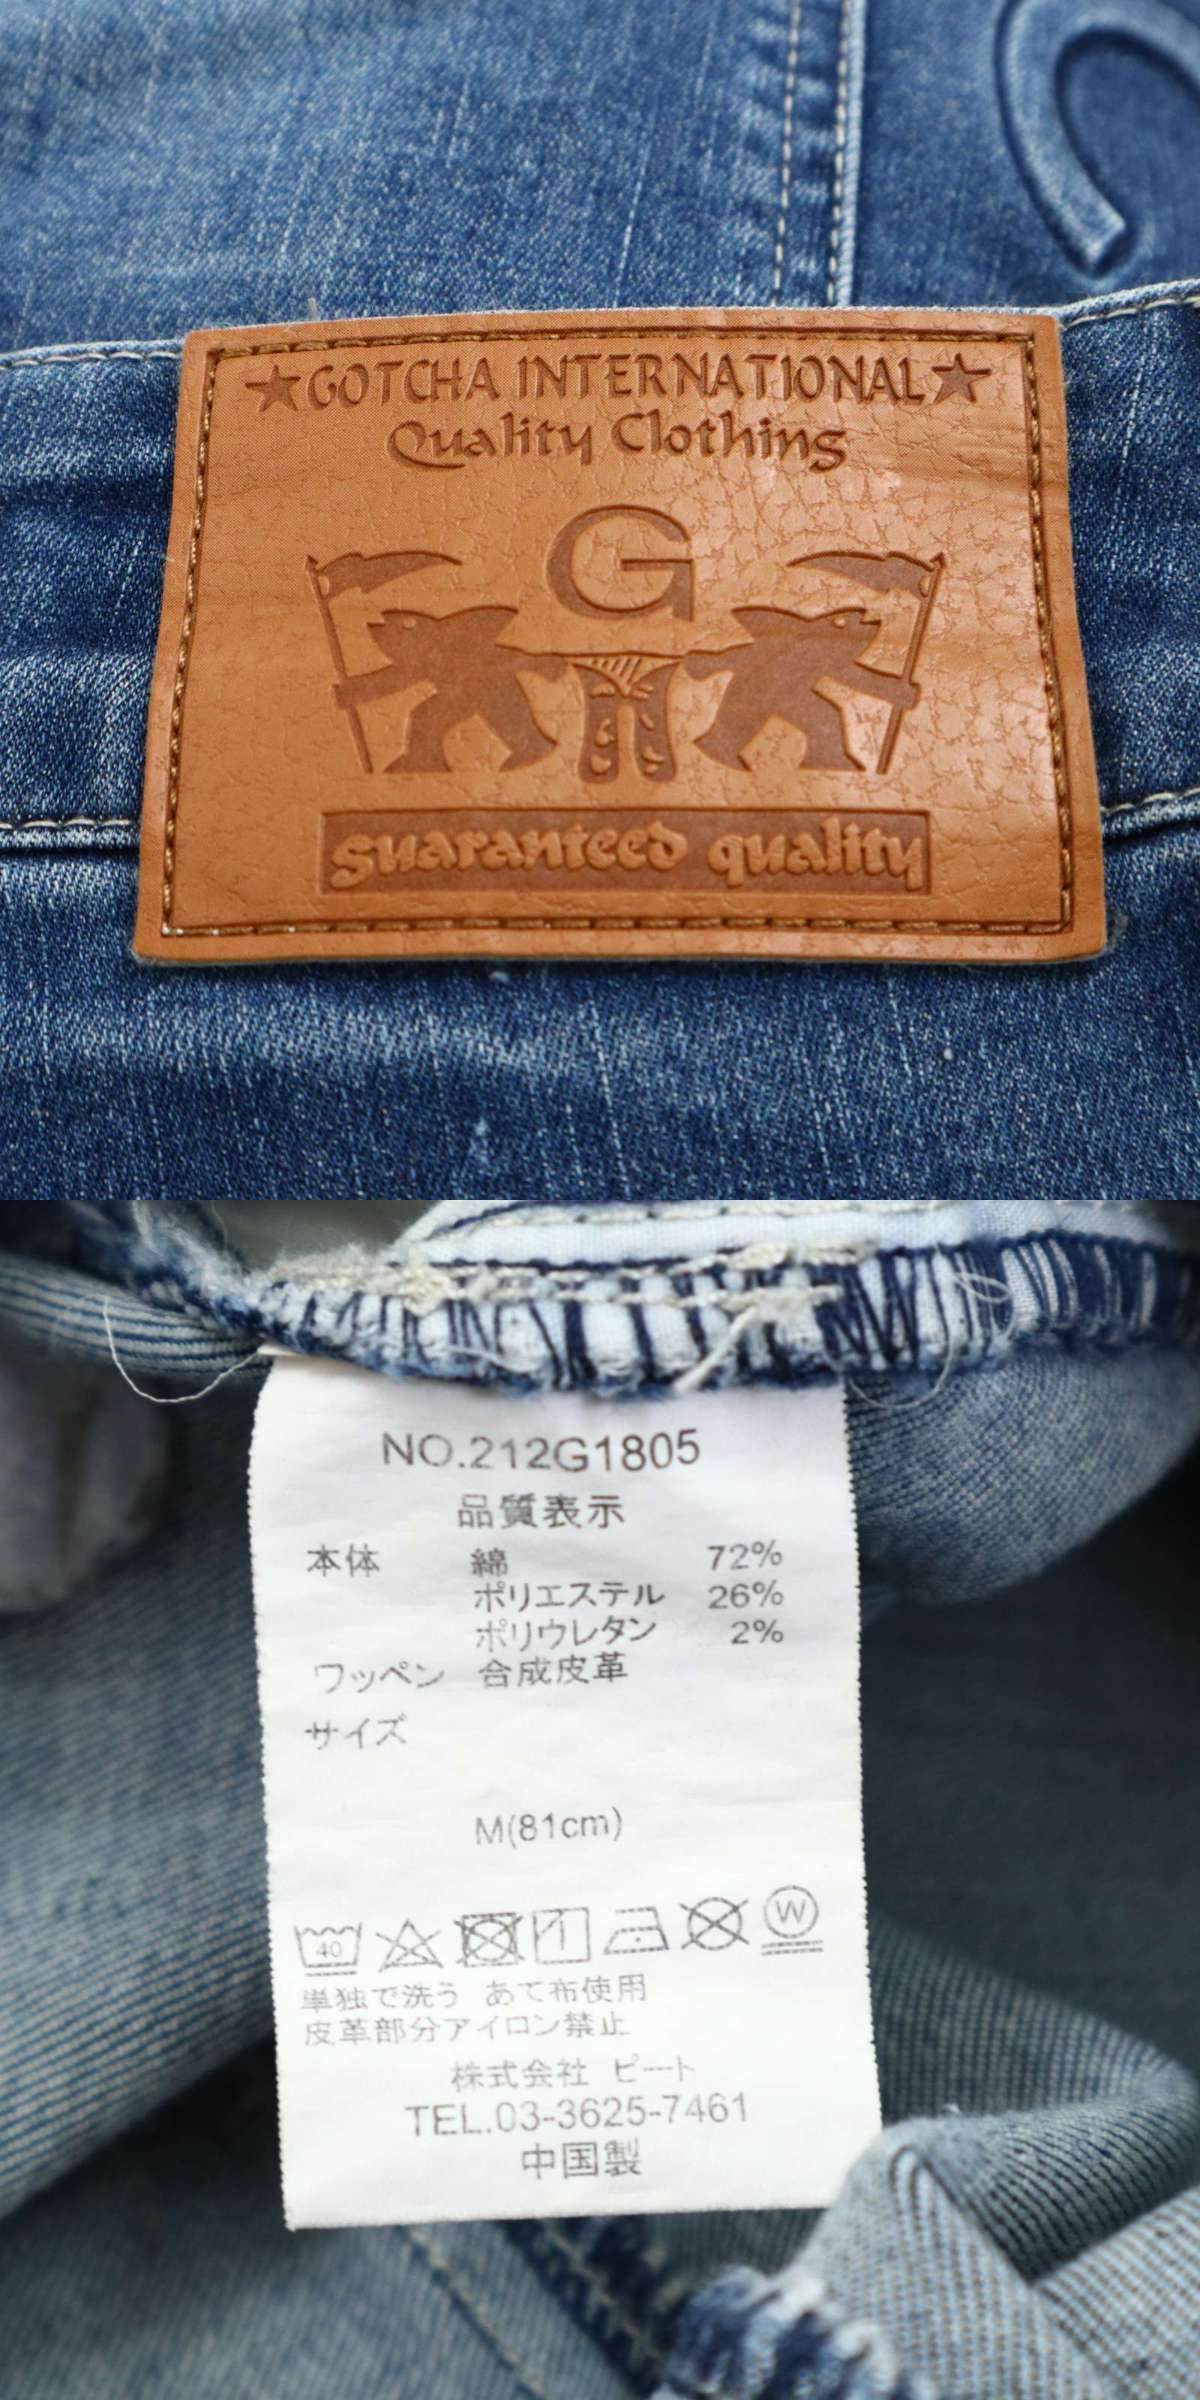 ★GOTCHA INTERNATIONAL★
Quality Clothing
G
guaranteed quality
NO.212G1805
品質表示
本体 綿 72%
ポリエステル 26%
ポリウレタン 2%
ワッペン 合成皮革
サイズ
M(81cm)
40 W
単独で洗う あて布使用
皮革部分アイロン禁止
株式会社 ビート
TEL.03-3625-7461
中国製